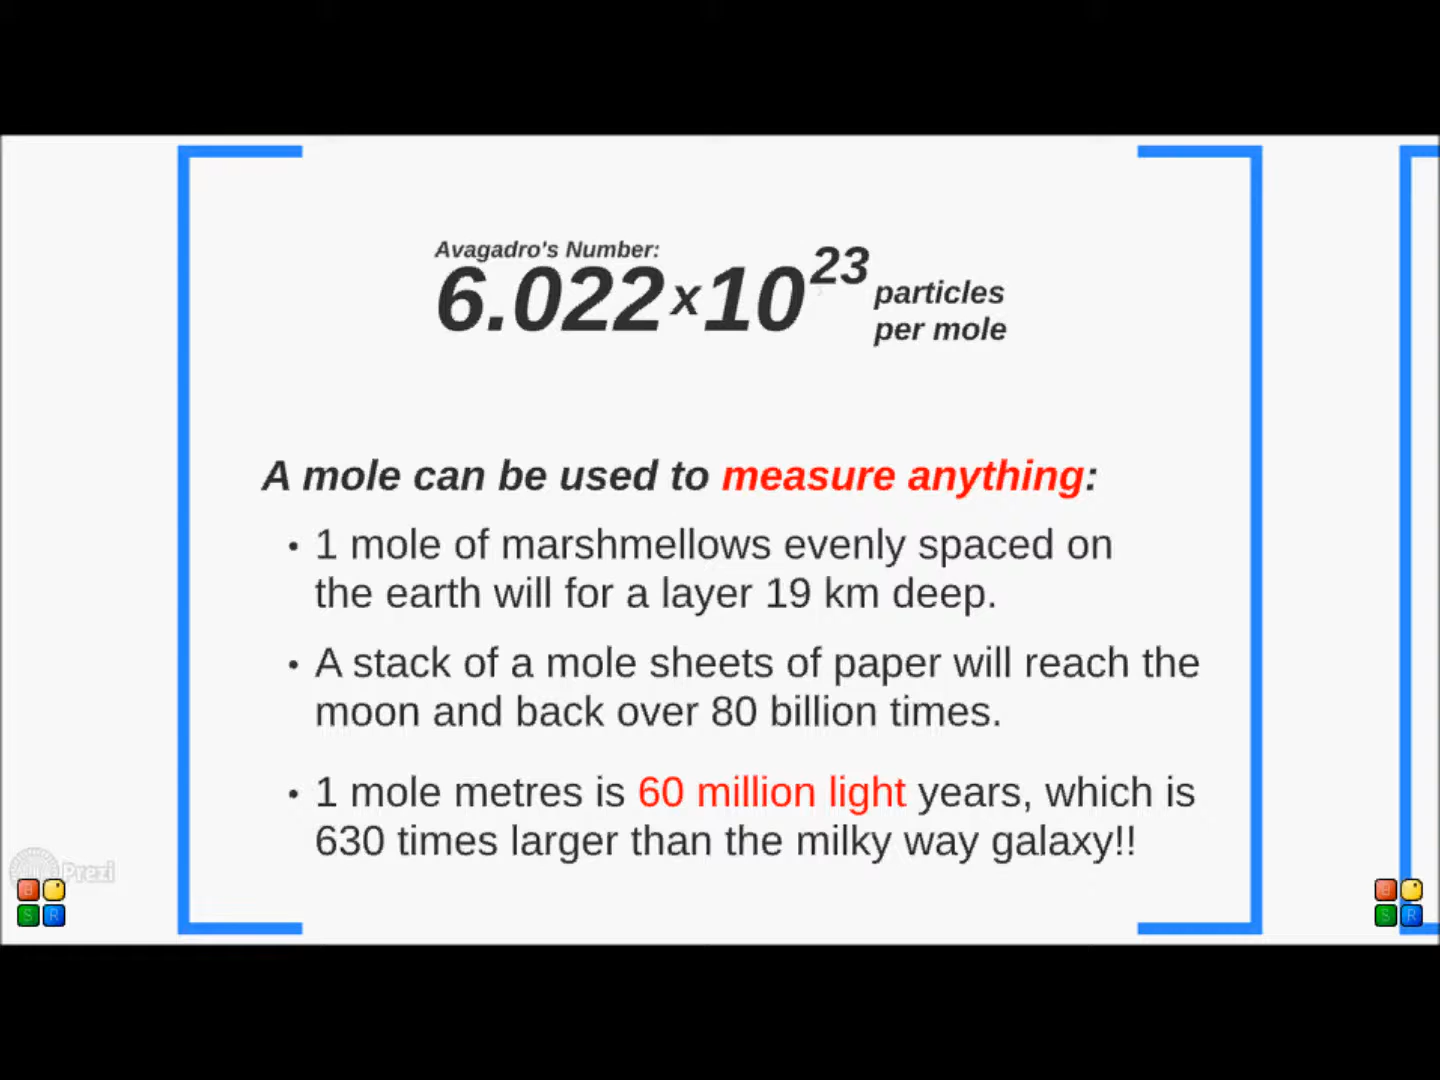 Avagadro's Number:
6.022x10^23 particles
per mole
A mole can be used to measure anything:
• 1 mole of marshmellows evenly spaced on
the earth will for a layer 19 km deep.
• A stack of a mole sheets of paper will reach the
moon and back over 80 billion times.
• 1 mole metres is 60 million light years, which is
630 times larger than the milky way galaxy!!
Prezi
S R
S R